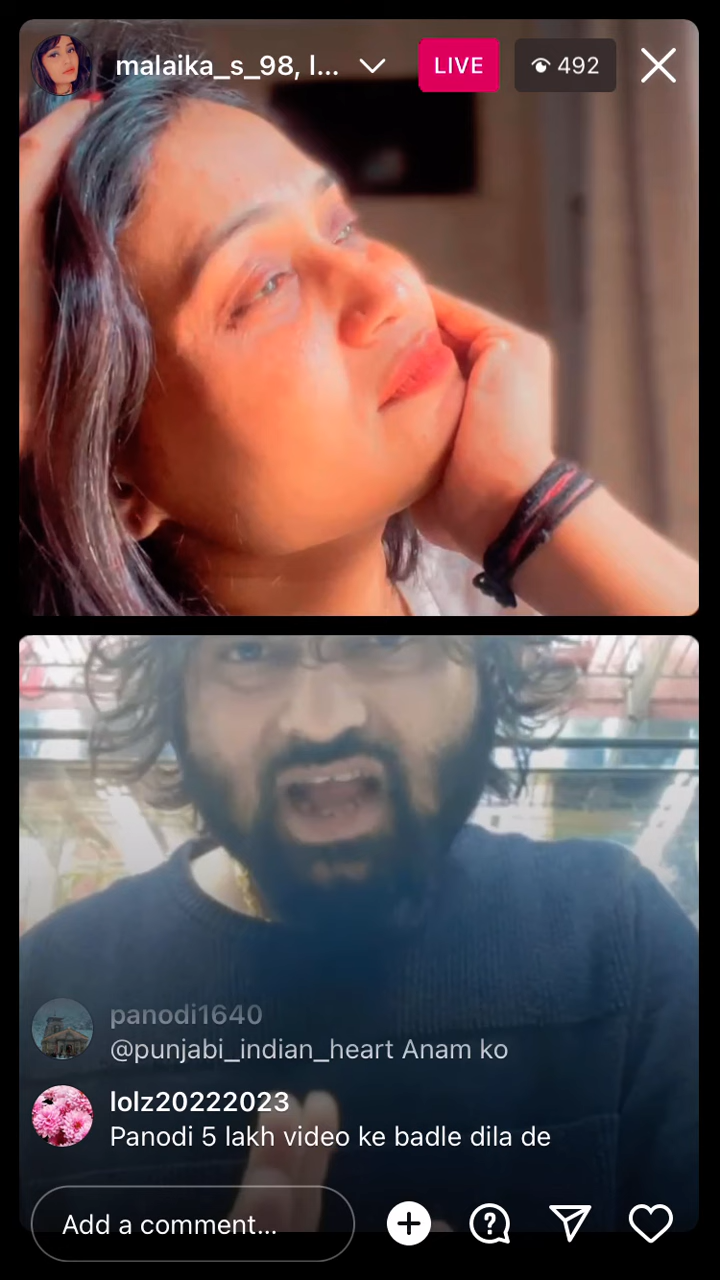 malaika_s_98, l...
LIVE
492
panodi1640
@punjabi_indian_heart Anam ko
lolz20222023
Panodi 5 lakh video ke badle dila de
Add a comment...